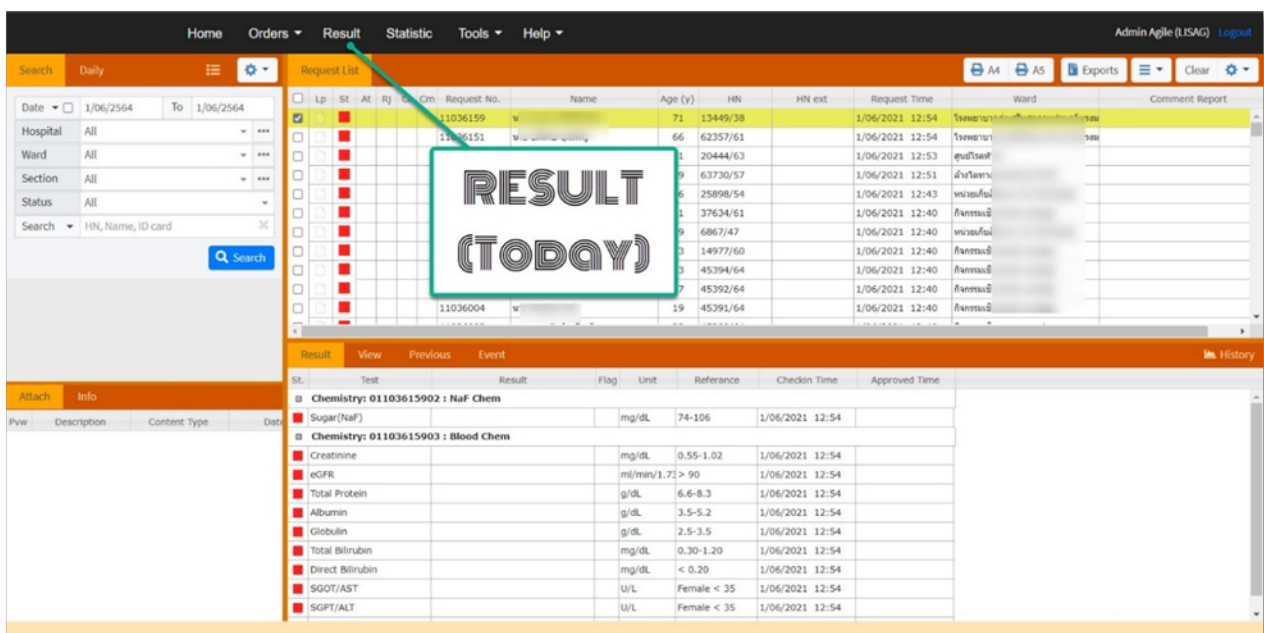 Home Orders Result Statistic Tools Help Admin Agile (LISAG) Logout
Search Daily
Request List A4 A5 Exports Clear
Date 1/06/2564 To 1/06/2564
Hospital All
Ward All
Section All
Status All
Search HN, Name, ID card
Search
Lp St At Rj Cm Request No. Name Age (y) HN HN ext Request Time Ward Comment Report
11036159 71 13449/38 1/06/2021 12:54
11036151 66 62357/61 1/06/2021 12:54
20444/63 1/06/2021 12:53
63730/57 1/06/2021 12:51
25898/54 1/06/2021 12:43
37634/61 1/06/2021 12:40
6867/47 1/06/2021 12:40
14977/60 1/06/2021 12:40
45394/64 1/06/2021 12:40
45392/64 1/06/2021 12:40
11036004 19 45391/64 1/06/2021 12:40
RESULT
(TODAY)
Result View Previous Event History
St. Test Result Flag Unit Referance Checkin Time Approved Time
Chemistry: 01103615902 : NaF Chem
Sugar(NaF) mg/dL 74-106 1/06/2021 12:54
Chemistry: 01103615903 : Blood Chem
Creatinine mg/dL 0.55-1.02 1/06/2021 12:54
eGFR ml/min/1.73 > 90 1/06/2021 12:54
Total Protein g/dL 6.6-8.3 1/06/2021 12:54
Albumin g/dL 3.5-5.2 1/06/2021 12:54
Globulin g/dL 2.5-3.5 1/06/2021 12:54
Total Bilirubin mg/dL 0.30-1.20 1/06/2021 12:54
Direct Bilirubin mg/dL < 0.20 1/06/2021 12:54
SGOT/AST U/L Female < 35 1/06/2021 12:54
SGPT/ALT U/L Female < 35 1/06/2021 12:54
Attach Info
Pvw Description Content Type Date